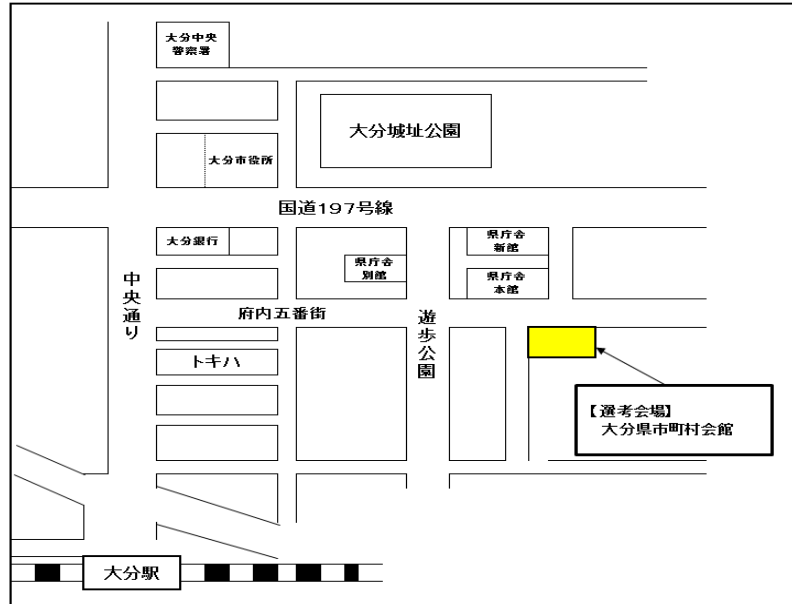 大分中央
警察署
大分城址公園
大分市役所
国道197号線
大分銀行
県庁舎
新館
県庁舎
別館
県庁舎
本館
中央通り
府内五番街
遊歩公園
トキハ
【選考会場】
大分県市町村会館
大分駅